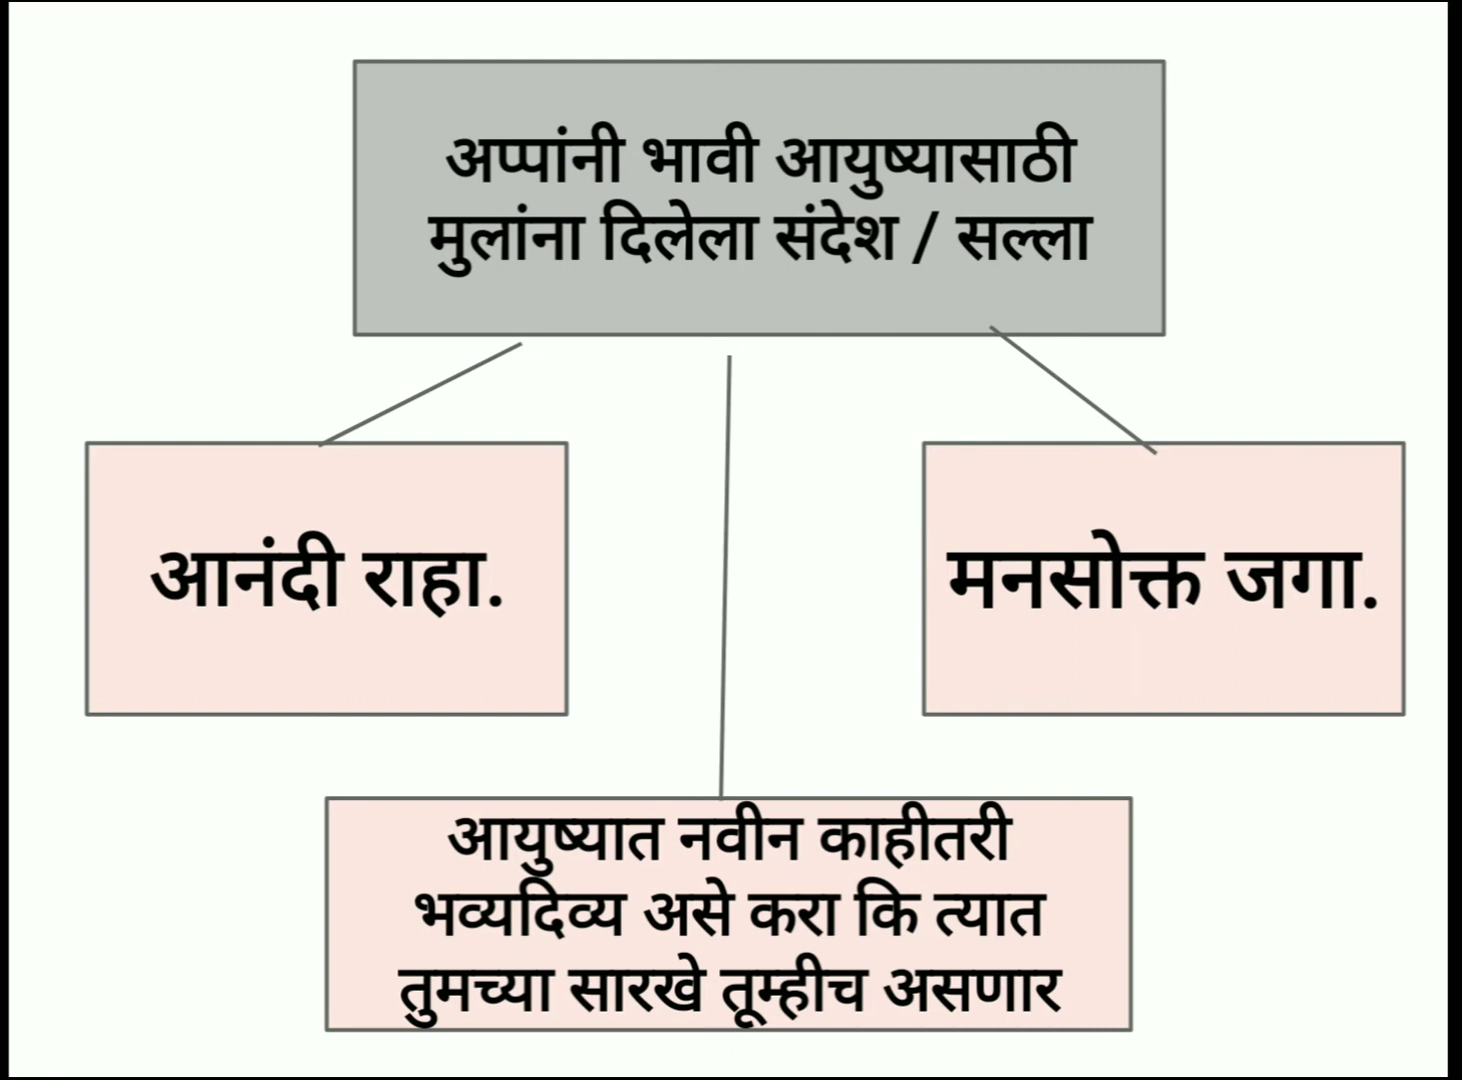 अप्पांनी भावी आयुष्यासाठी
मुलांना दिलेला संदेश / सल्ला
आनंदी राहा.
मनसोक्त जगा.
आयुष्यात नवीन काहीतरी
भव्यदिव्य असे करा कि त्यात
तुमच्या सारखे तूम्हीच असणार